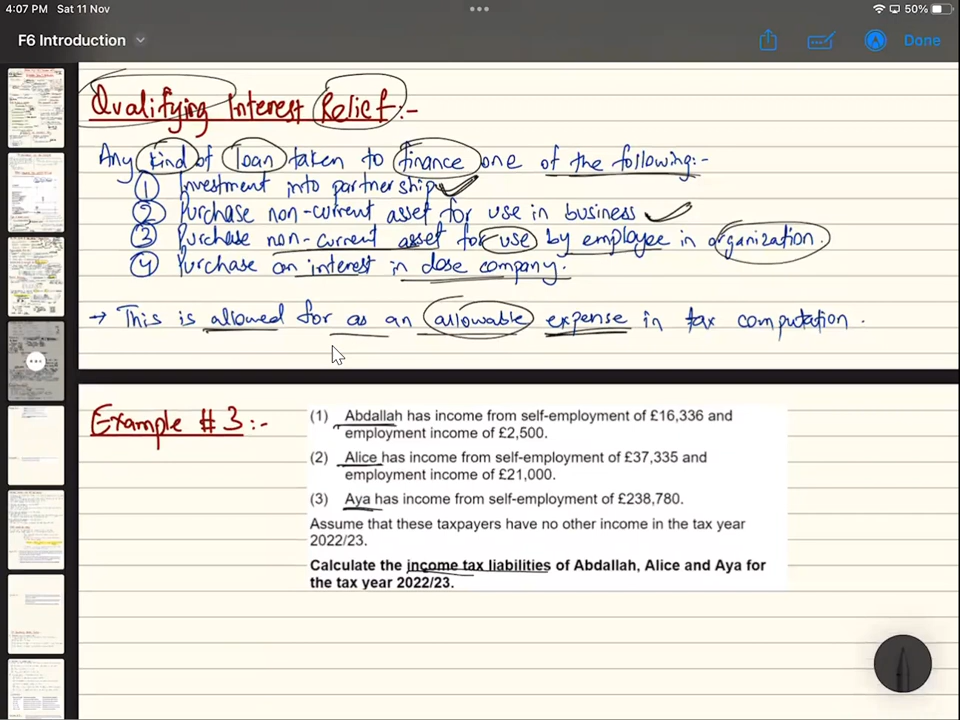 4:07 PM Sat 11 Nov
50%
F6 Introduction
Done
Qualifying Interest Relief:-
Any kind of loan taken to finance one of the following:-
① Investment into partnership
② Purchase non-current asset for use in business
③ Purchase non-current asset for use by employee in organization.
④ Purchase an interest in close company.
→ This is allowed for as an allowable expense in tax computation.
Example # 3:-
(1) Abdallah has income from self-employment of £16,336 and
employment income of £2,500.
(2) Alice has income from self-employment of £37,335 and
employment income of £21,000.
(3) Aya has income from self-employment of £238,780.
Assume that these taxpayers have no other income in the tax year
2022/23.
Calculate the income tax liabilities of Abdallah, Alice and Aya for
the tax year 2022/23.